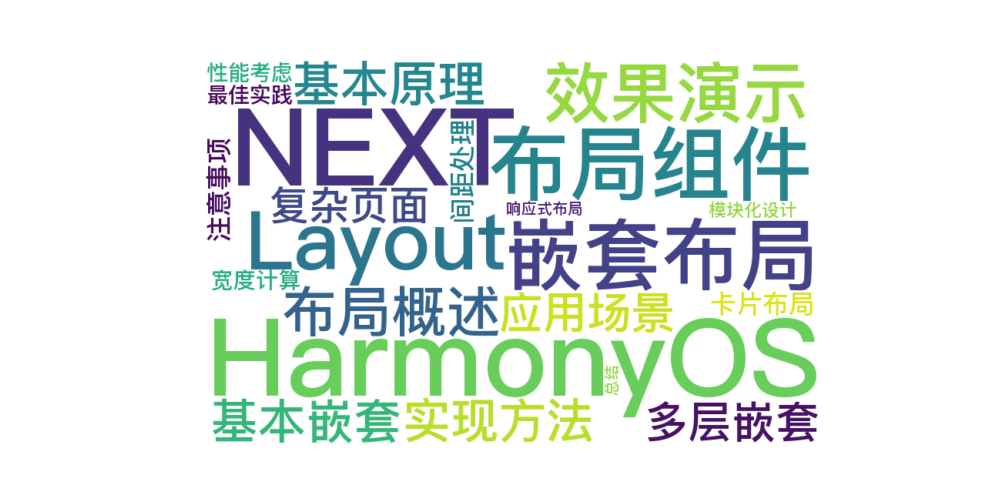 性能考虑
基本原理
效果演示
最佳实践
NEXT
布局组件
间距处理
注意事项
复杂页面
响应式布局
模块化设计
Layout
嵌套布局
宽度计算
布局概述
应用场景
卡片布局
HarmonyOS
总结
基本嵌套
实现方法
多层嵌套